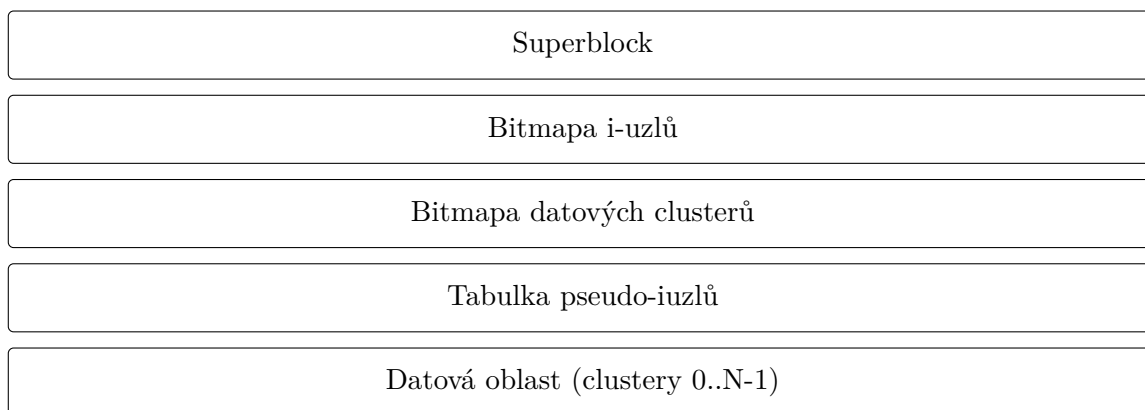 Superblock
Bitmapa i-uzlů
Bitmapa datových clusterů
Tabulka pseudo-iuzlů
Datová oblast (clustery 0..N-1)